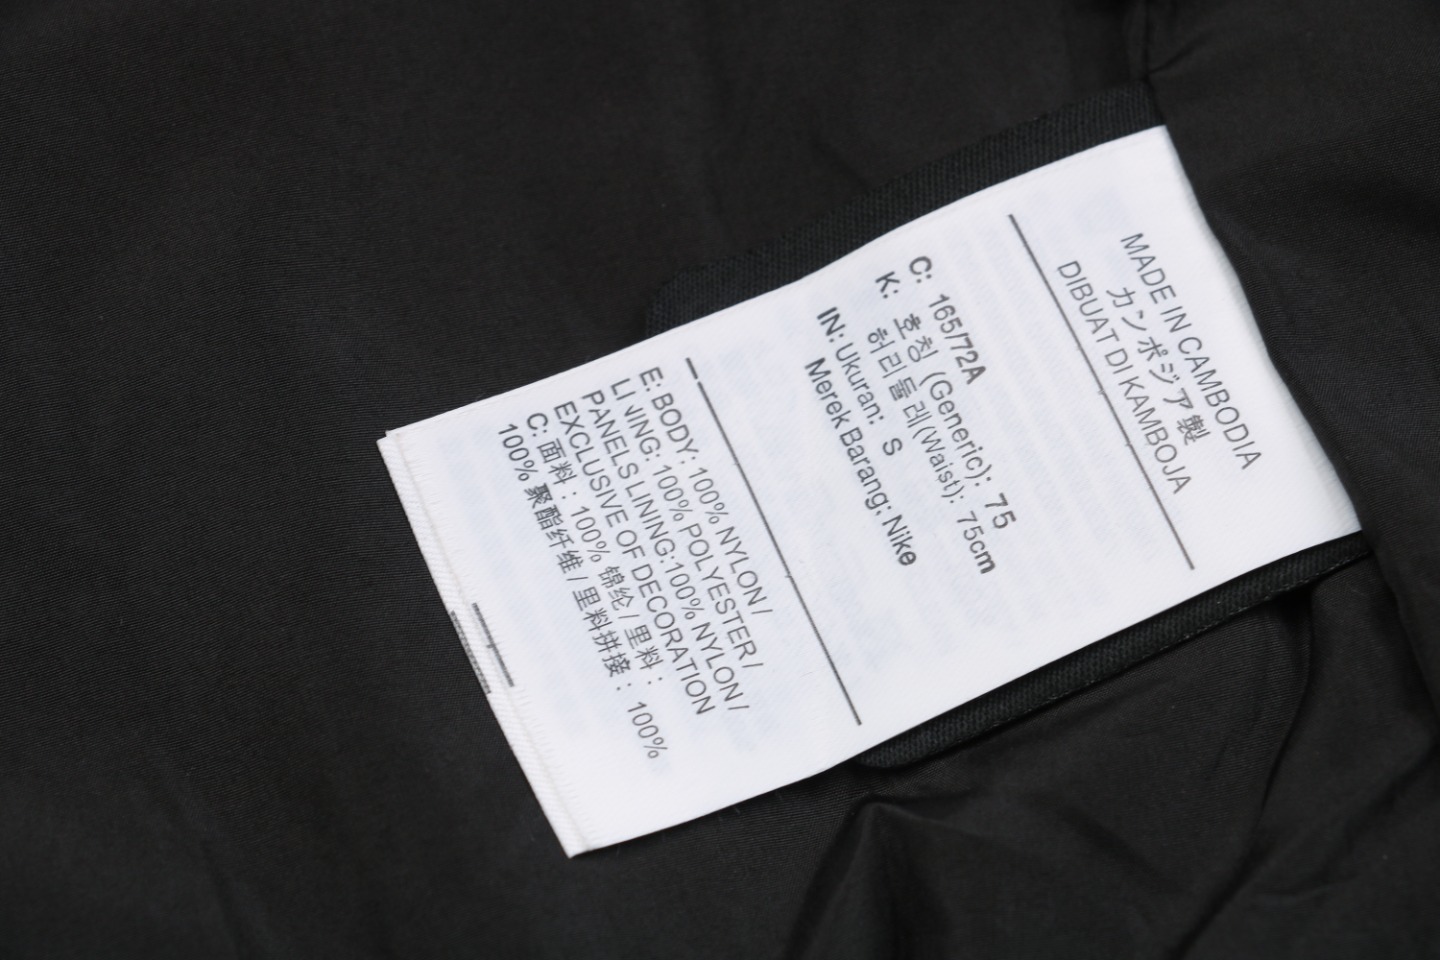 MADE IN CAMBODIA
カンボジア製
DIBUAT DI KAMBOJA
C: 165/72A
K: 호칭 (Generic): 75
허리둘레(Waist): 75cm
IN: Ukuran: S
Merek Barang: Nike
E: BODY: 100% NYLON /
LINING: 100% POLYESTER /
PANELS LINING:100% NYLON /
EXCLUSIVE OF DECORATION
C: 面料 : 100% 锦纶 / 里料 :
100% 聚酯纤维 / 里料拼接 : 100%